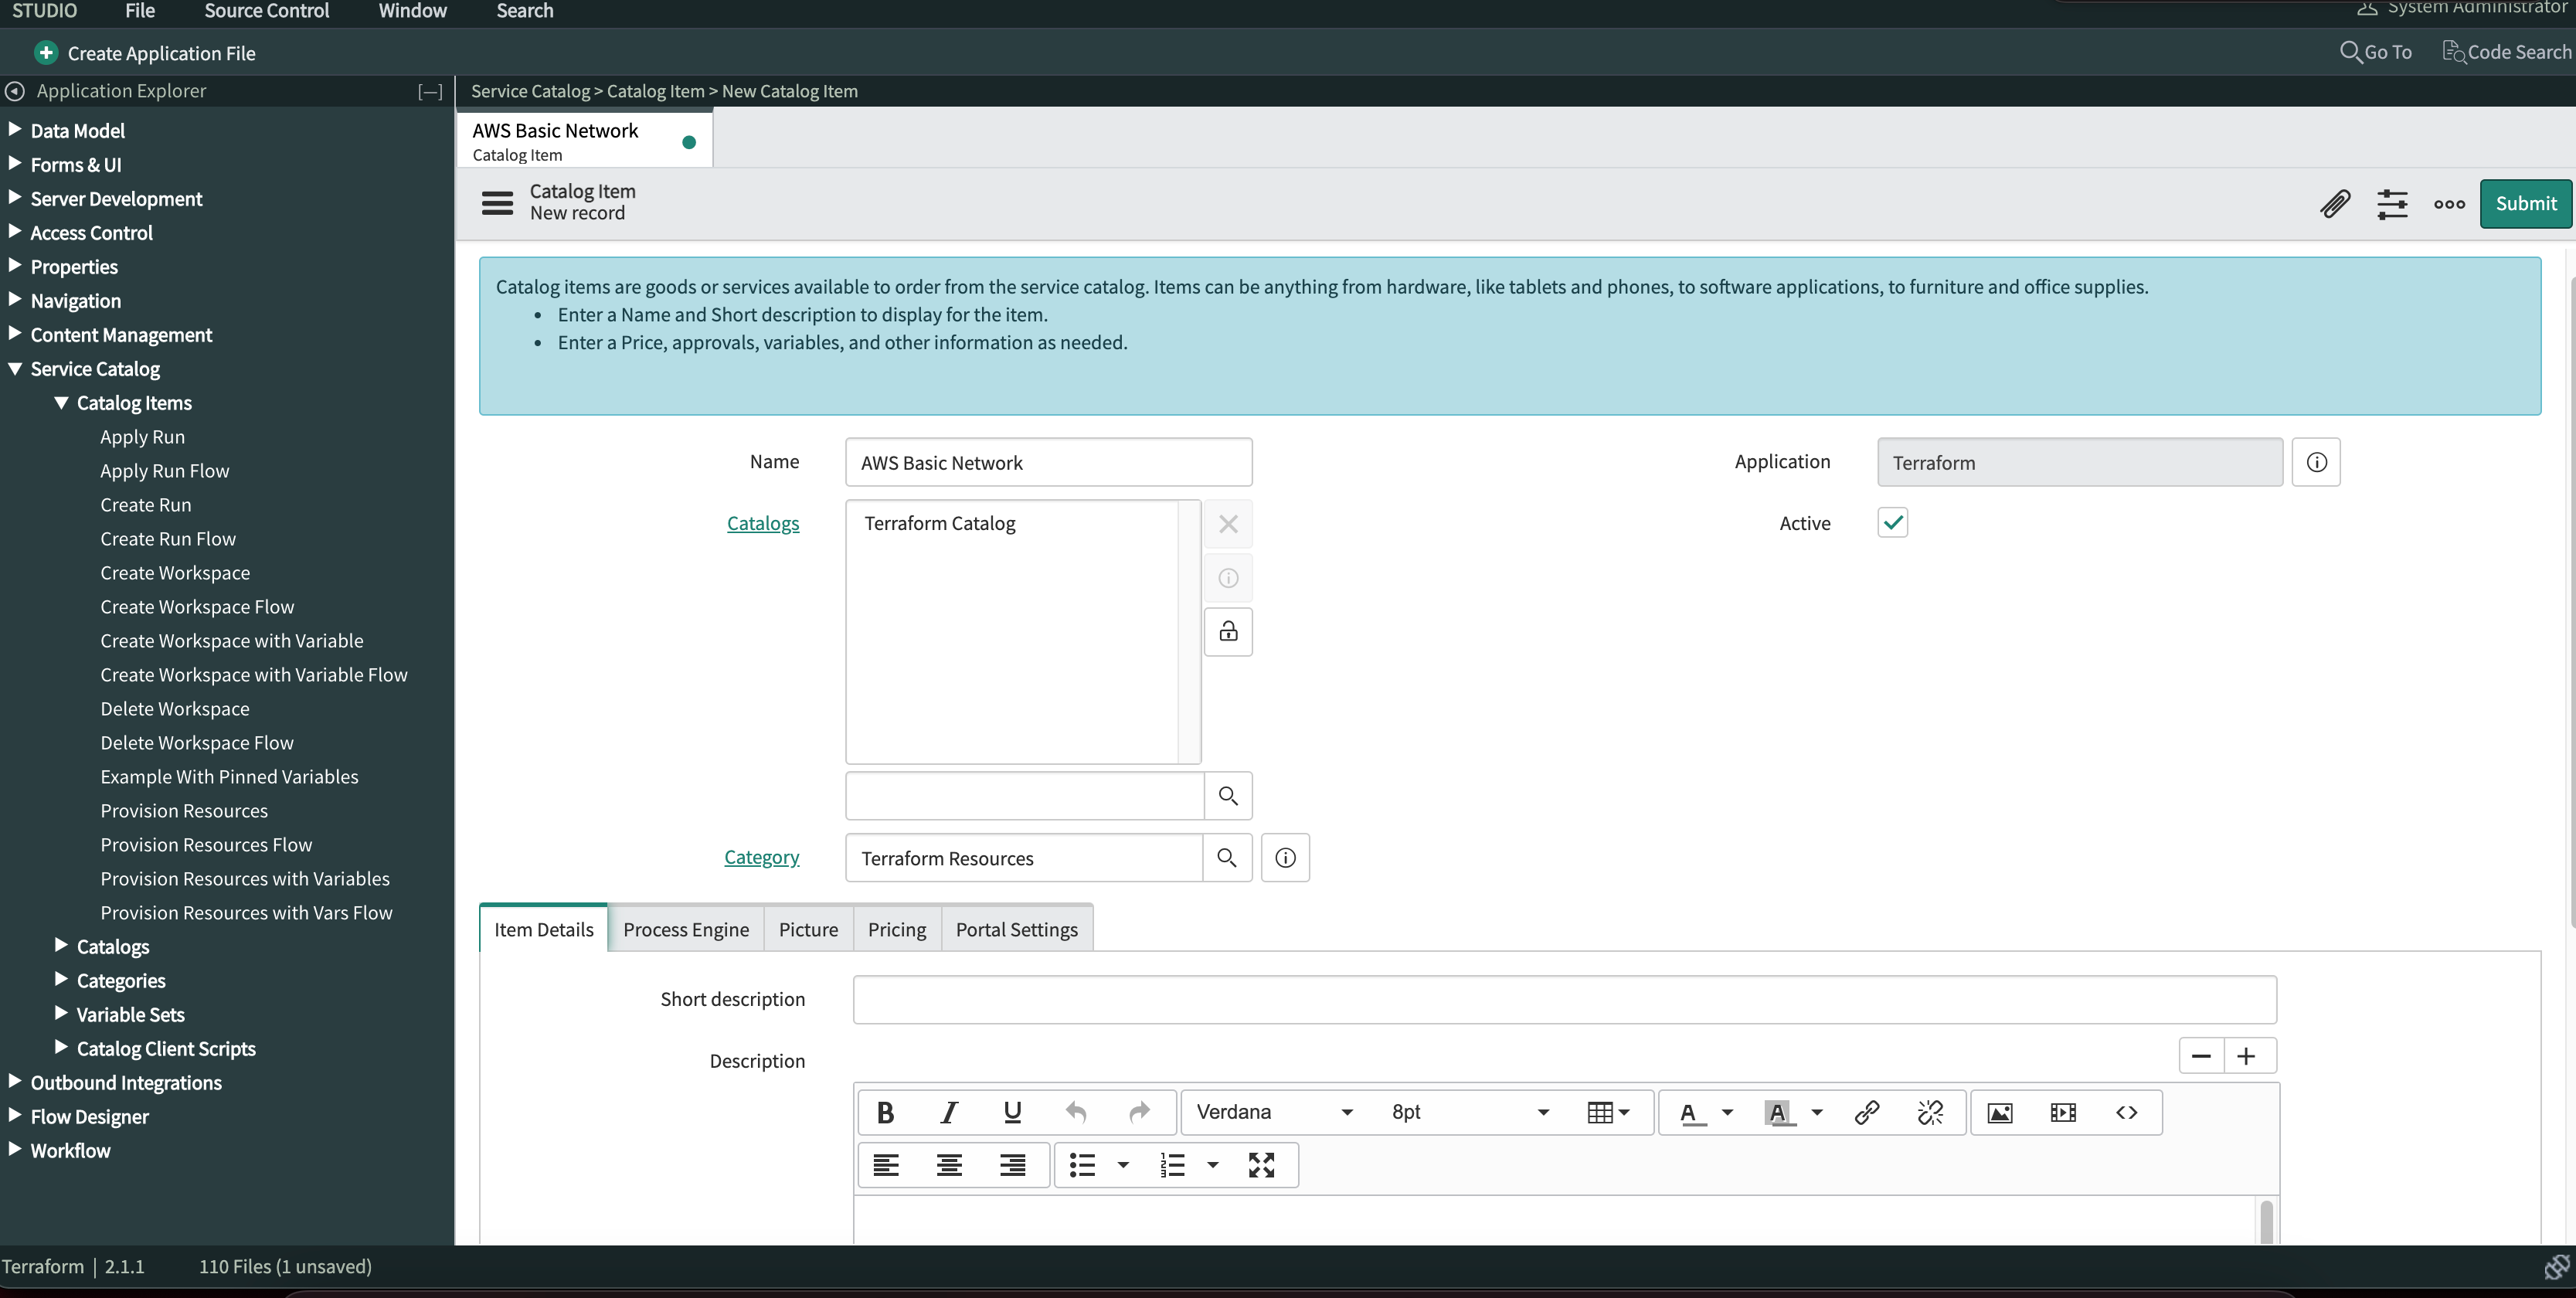 STUDIO File Source Control Window Search System Administrator
Create Application File Go To Code Search
Application Explorer [—] Service Catalog > Catalog Item > New Catalog Item
Data Model
Forms & UI
Server Development
Access Control
Properties
Navigation
Content Management
Service Catalog
Catalog Items
Apply Run
Apply Run Flow
Create Run
Create Run Flow
Create Workspace
Create Workspace Flow
Create Workspace with Variable
Create Workspace with Variable Flow
Delete Workspace
Delete Workspace Flow
Example With Pinned Variables
Provision Resources
Provision Resources Flow
Provision Resources with Variables
Provision Resources with Vars Flow
Catalogs
Categories
Variable Sets
Catalog Client Scripts
Outbound Integrations
Flow Designer
Workflow
AWS Basic Network
Catalog Item
Catalog Item
New record
Submit
Catalog items are goods or services available to order from the service catalog. Items can be anything from hardware, like tablets and phones, to software applications, to furniture and office supplies.
• Enter a Name and Short description to display for the item.
• Enter a Price, approvals, variables, and other information as needed.
Name AWS Basic Network Application Terraform
Catalogs Terraform Catalog Active
Category Terraform Resources
Item Details Process Engine Picture Pricing Portal Settings
Short description
Description
B I U Verdana 8pt A A <>
Terraform | 2.1.1 110 Files (1 unsaved)